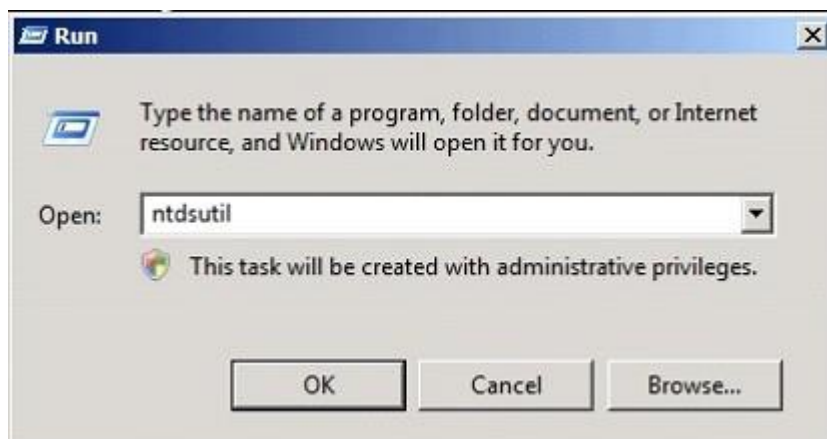 Run
Type the name of a program, folder, document, or Internet
resource, and Windows will open it for you.
Open:
ntdsutil
This task will be created with administrative privileges.
OK
Cancel
Browse...